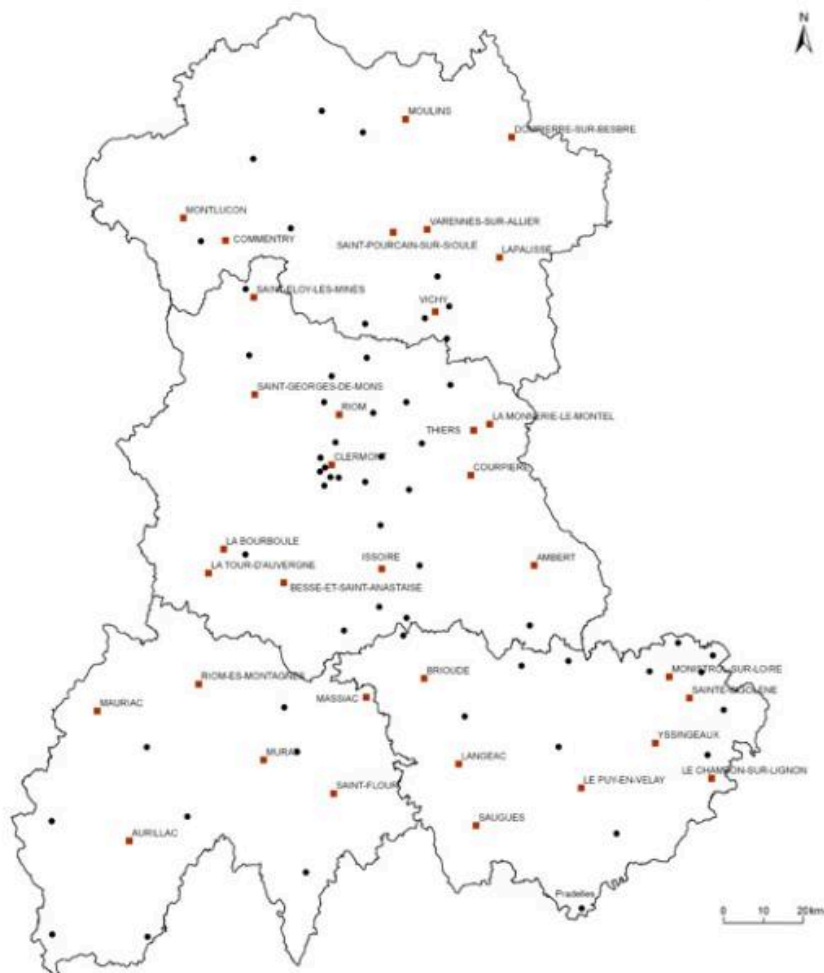 N
MOULINS
DOMPIERRE-SUR-BESBRE
MONTLUCON
VARENNES-SUR-ALLIER
COMMENTRY
SAINT-POURCAIN-SUR-SIOULE
LAPALISSE
SAINT-ELOY-LES-MINES
VICHY
SAINT-GEORGES-DE-MONS
RIOM
LA MONNERIE-LE-MONTEL
THIERS
CLERMONT
COURPIERE
LA BOURBOULE
ISSOIRE
AMBERT
LA TOUR-D'AUVERGNE
BESSE-ET-SAINT-ANASTAISE
BRIOUDE
MONISTROL-SUR-LOIRE
RIOM-ES-MONTAGNES
MASSIAC
SAINTE-SIGOLENE
MAURIAC
YSSINGEAUX
MURAT
LANGEAC
LE CHAMBON-SUR-LIGNON
SAINT-FLOUR
LE PUY-EN-VELAY
SAUGUES
AURILLAC
Pradelles
0 10 20km